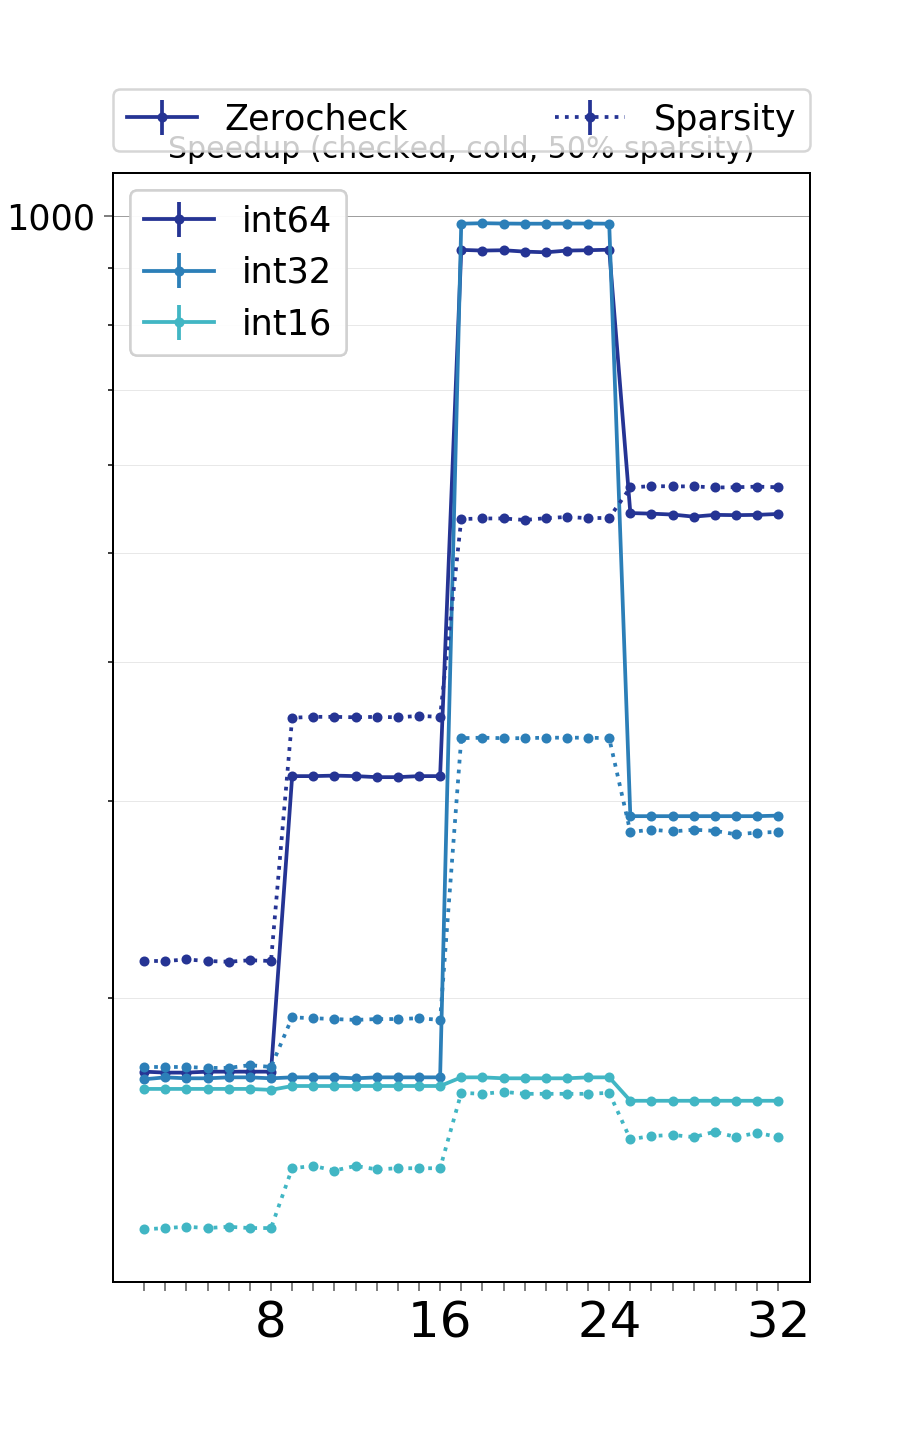 Zerocheck Sparsity
Speedup (checked, cold, 50% sparsity)
1000
int64
int32
int16
8 16 24 32